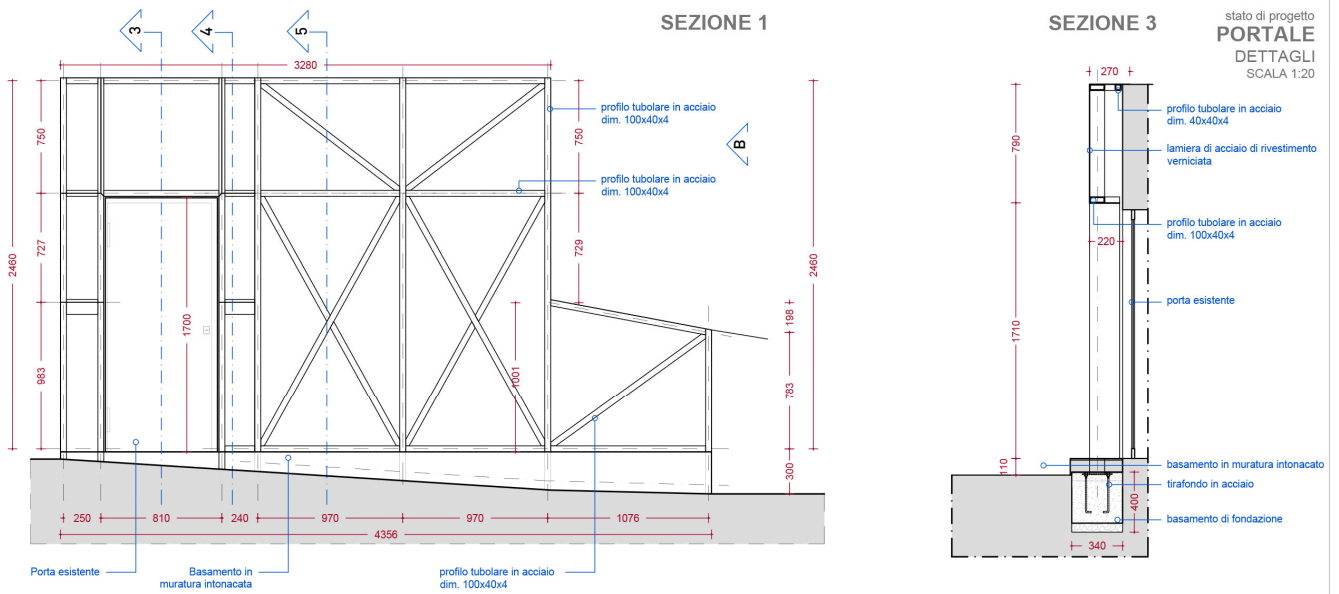 SEZIONE 1
SEZIONE 3
stato di progetto
PORTALE
DETTAGLI
SCALA 1:20
3
4
5
3280
2460
750
727
983
1700
profilo tubolare in acciaio
dim. 100x40x4
B
profilo tubolare in acciaio
dim. 100x40x4
750
729
1001
2460
198
783
300
250
810
240
970
970
1076
4356
Porta esistente
Basamento in
muratura intonacata
profilo tubolare in acciaio
dim. 100x40x4
270
790
1710
110
220
400
340
profilo tubolare in acciaio
dim. 40x40x4
lamiera di acciaio di rivestimento
verniciata
profilo tubolare in acciaio
dim. 100x40x4
porta esistente
basamento in muratura intonacato
tirafondo in acciaio
basamento di fondazione